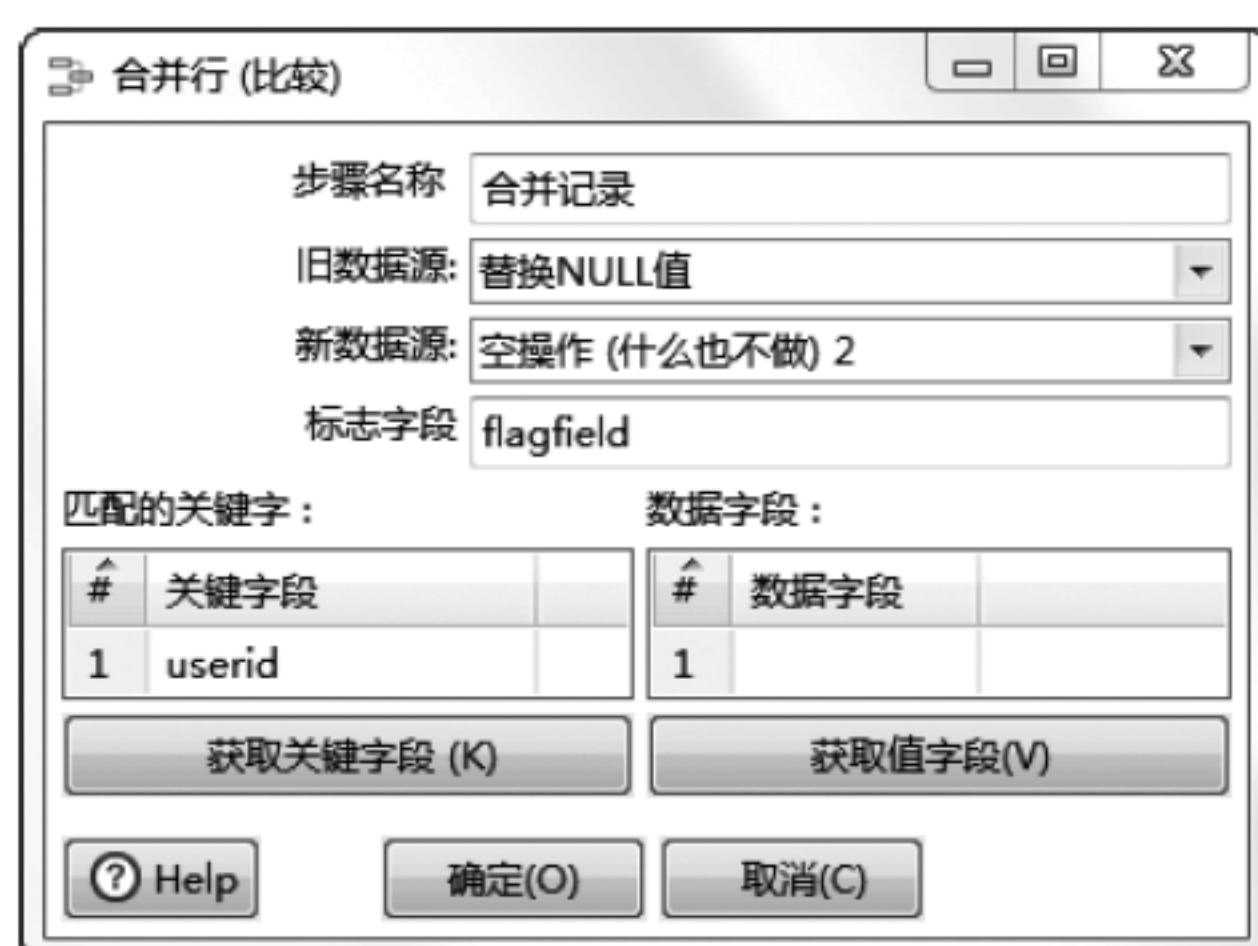 合并行 (比较)
步骤名称 合并记录
旧数据源: 替换NULL值
新数据源: 空操作 (什么也不做) 2
标志字段 flagfield
匹配的关键字： 数据字段：
# 关键字段 # 数据字段
1 userid 1
获取关键字段 (K) 获取值字段(V)
? Help 确定(O) 取消(C)